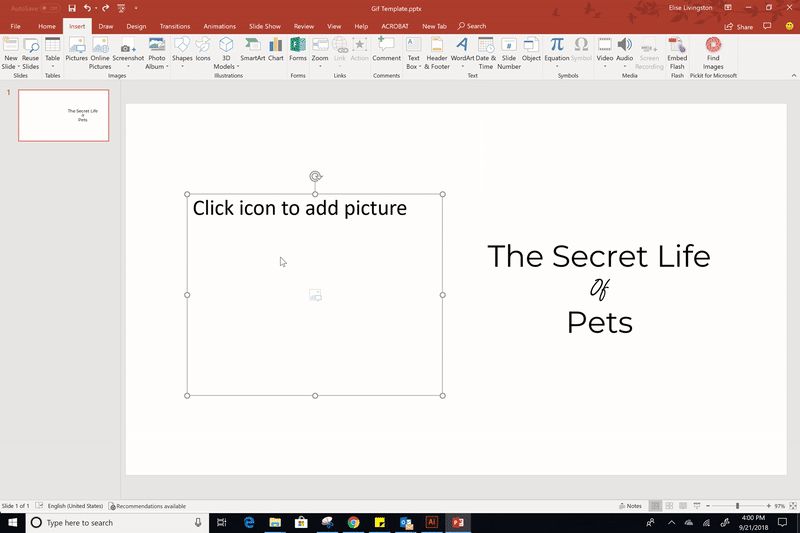 AutoSave
Gif Template.pptx
Elise Livingston
File Home Insert Draw Design Transitions Animations Slide Show Review View Help ACROBAT New Tab Search
Share
New Slide
Reuse Slides
Table
Pictures
Online Pictures
Screenshot
Photo Album
Shapes
Icons
3D Models
SmartArt
Chart
Forms
Zoom
Link
Action
Comment
Text Box
Header & Footer
WordArt
Date & Time
Slide Number
Object
Equation
Symbol
Video
Audio
Screen Recording
Embed Flash
Find Images
Slides Tables Images Illustrations Forms Links Comments Text Symbols Media Flash Pickit for Microsoft
1
The Secret Life
Of
Pets
Click icon to add picture
The Secret Life
Of
Pets
Slide 1 of 1
English (United States)
Recommendations available
Notes
97%
Type here to search
4:00 PM
9/21/2018